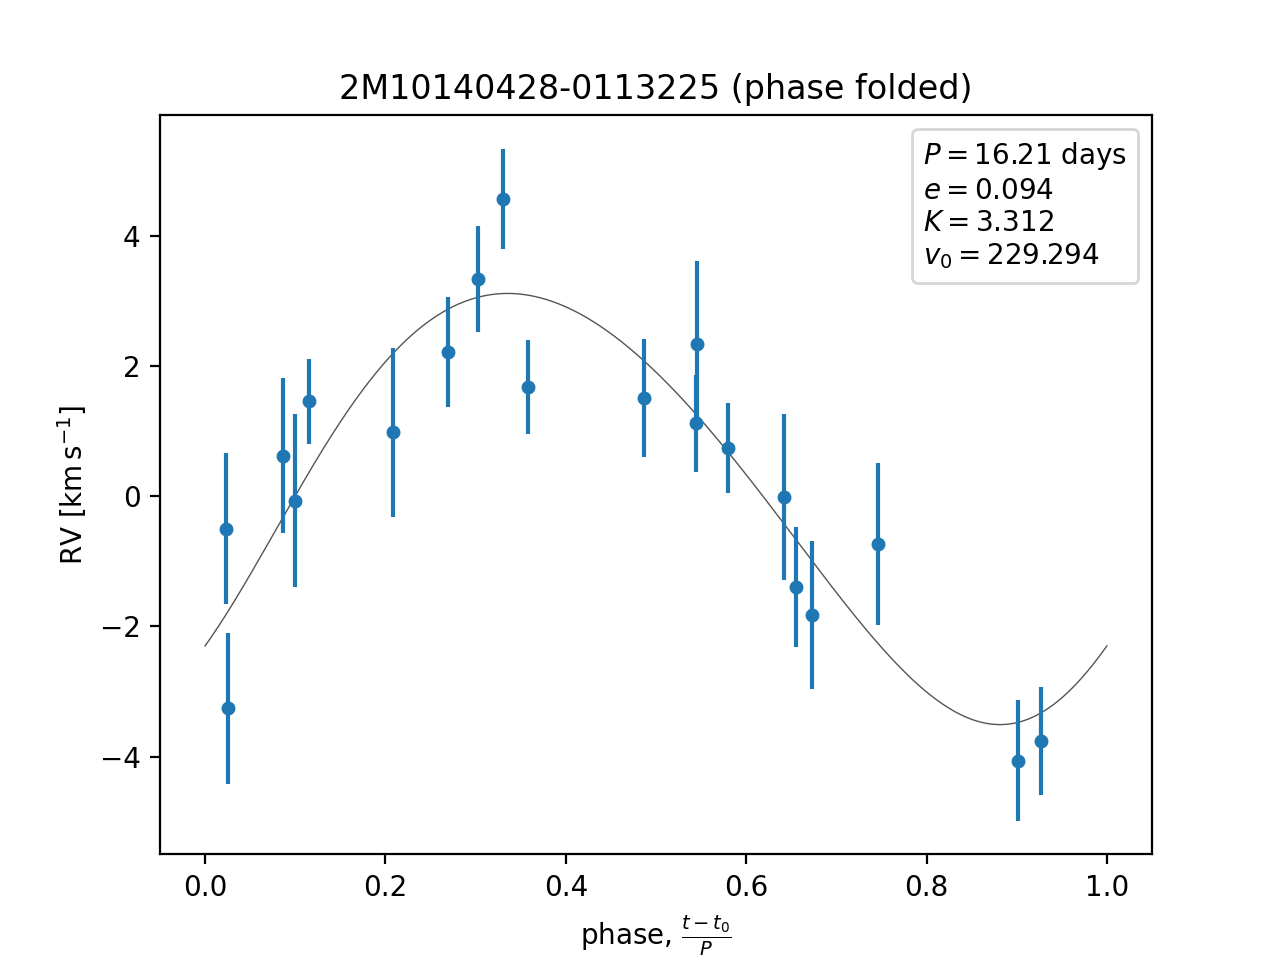 2M10140428-0113225 (phase folded)
P = 16.21 days
e = 0.094
K = 3.312
v₀ = 229.294
RV [km s⁻¹]
4
2
0
−2
−4
0.0 0.2 0.4 0.6 0.8 1.0
phase, (t − t₀)/P